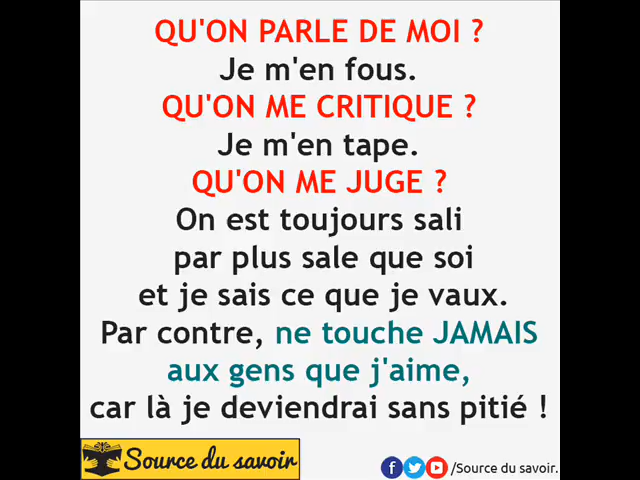 QU'ON PARLE DE MOI ?
Je m'en fous.
QU'ON ME CRITIQUE ?
Je m'en tape.
QU'ON ME JUGE ?
On est toujours sali
par plus sale que soi
et je sais ce que je vaux.
Par contre, ne touche JAMAIS
aux gens que j'aime,
car là je deviendrai sans pitié !
Source du savoir
/Source du savoir.